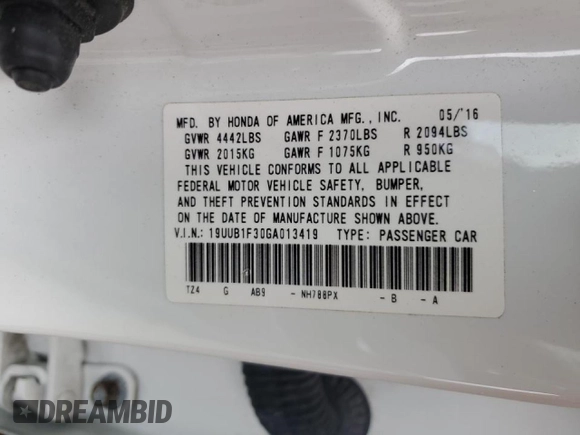 MFD. BY HONDA OF AMERICA MFG., INC. 05/'16
GVWR 4442LBS GAWR F 2370LBS R 2094LBS
GVWR 2015KG GAWR F 1075KG R 950KG
THIS VEHICLE CONFORMS TO ALL APPLICABLE
FEDERAL MOTOR VEHICLE SAFETY, BUMPER,
AND THEFT PREVENTION STANDARDS IN EFFECT
ON THE DATE OF MANUFACTURE SHOWN ABOVE.
V.I.N.: 19UUB1F30GA013419 TYPE: PASSENGER CAR
TZ4 G AB9 - NH788PX - B - A
DREAMBID